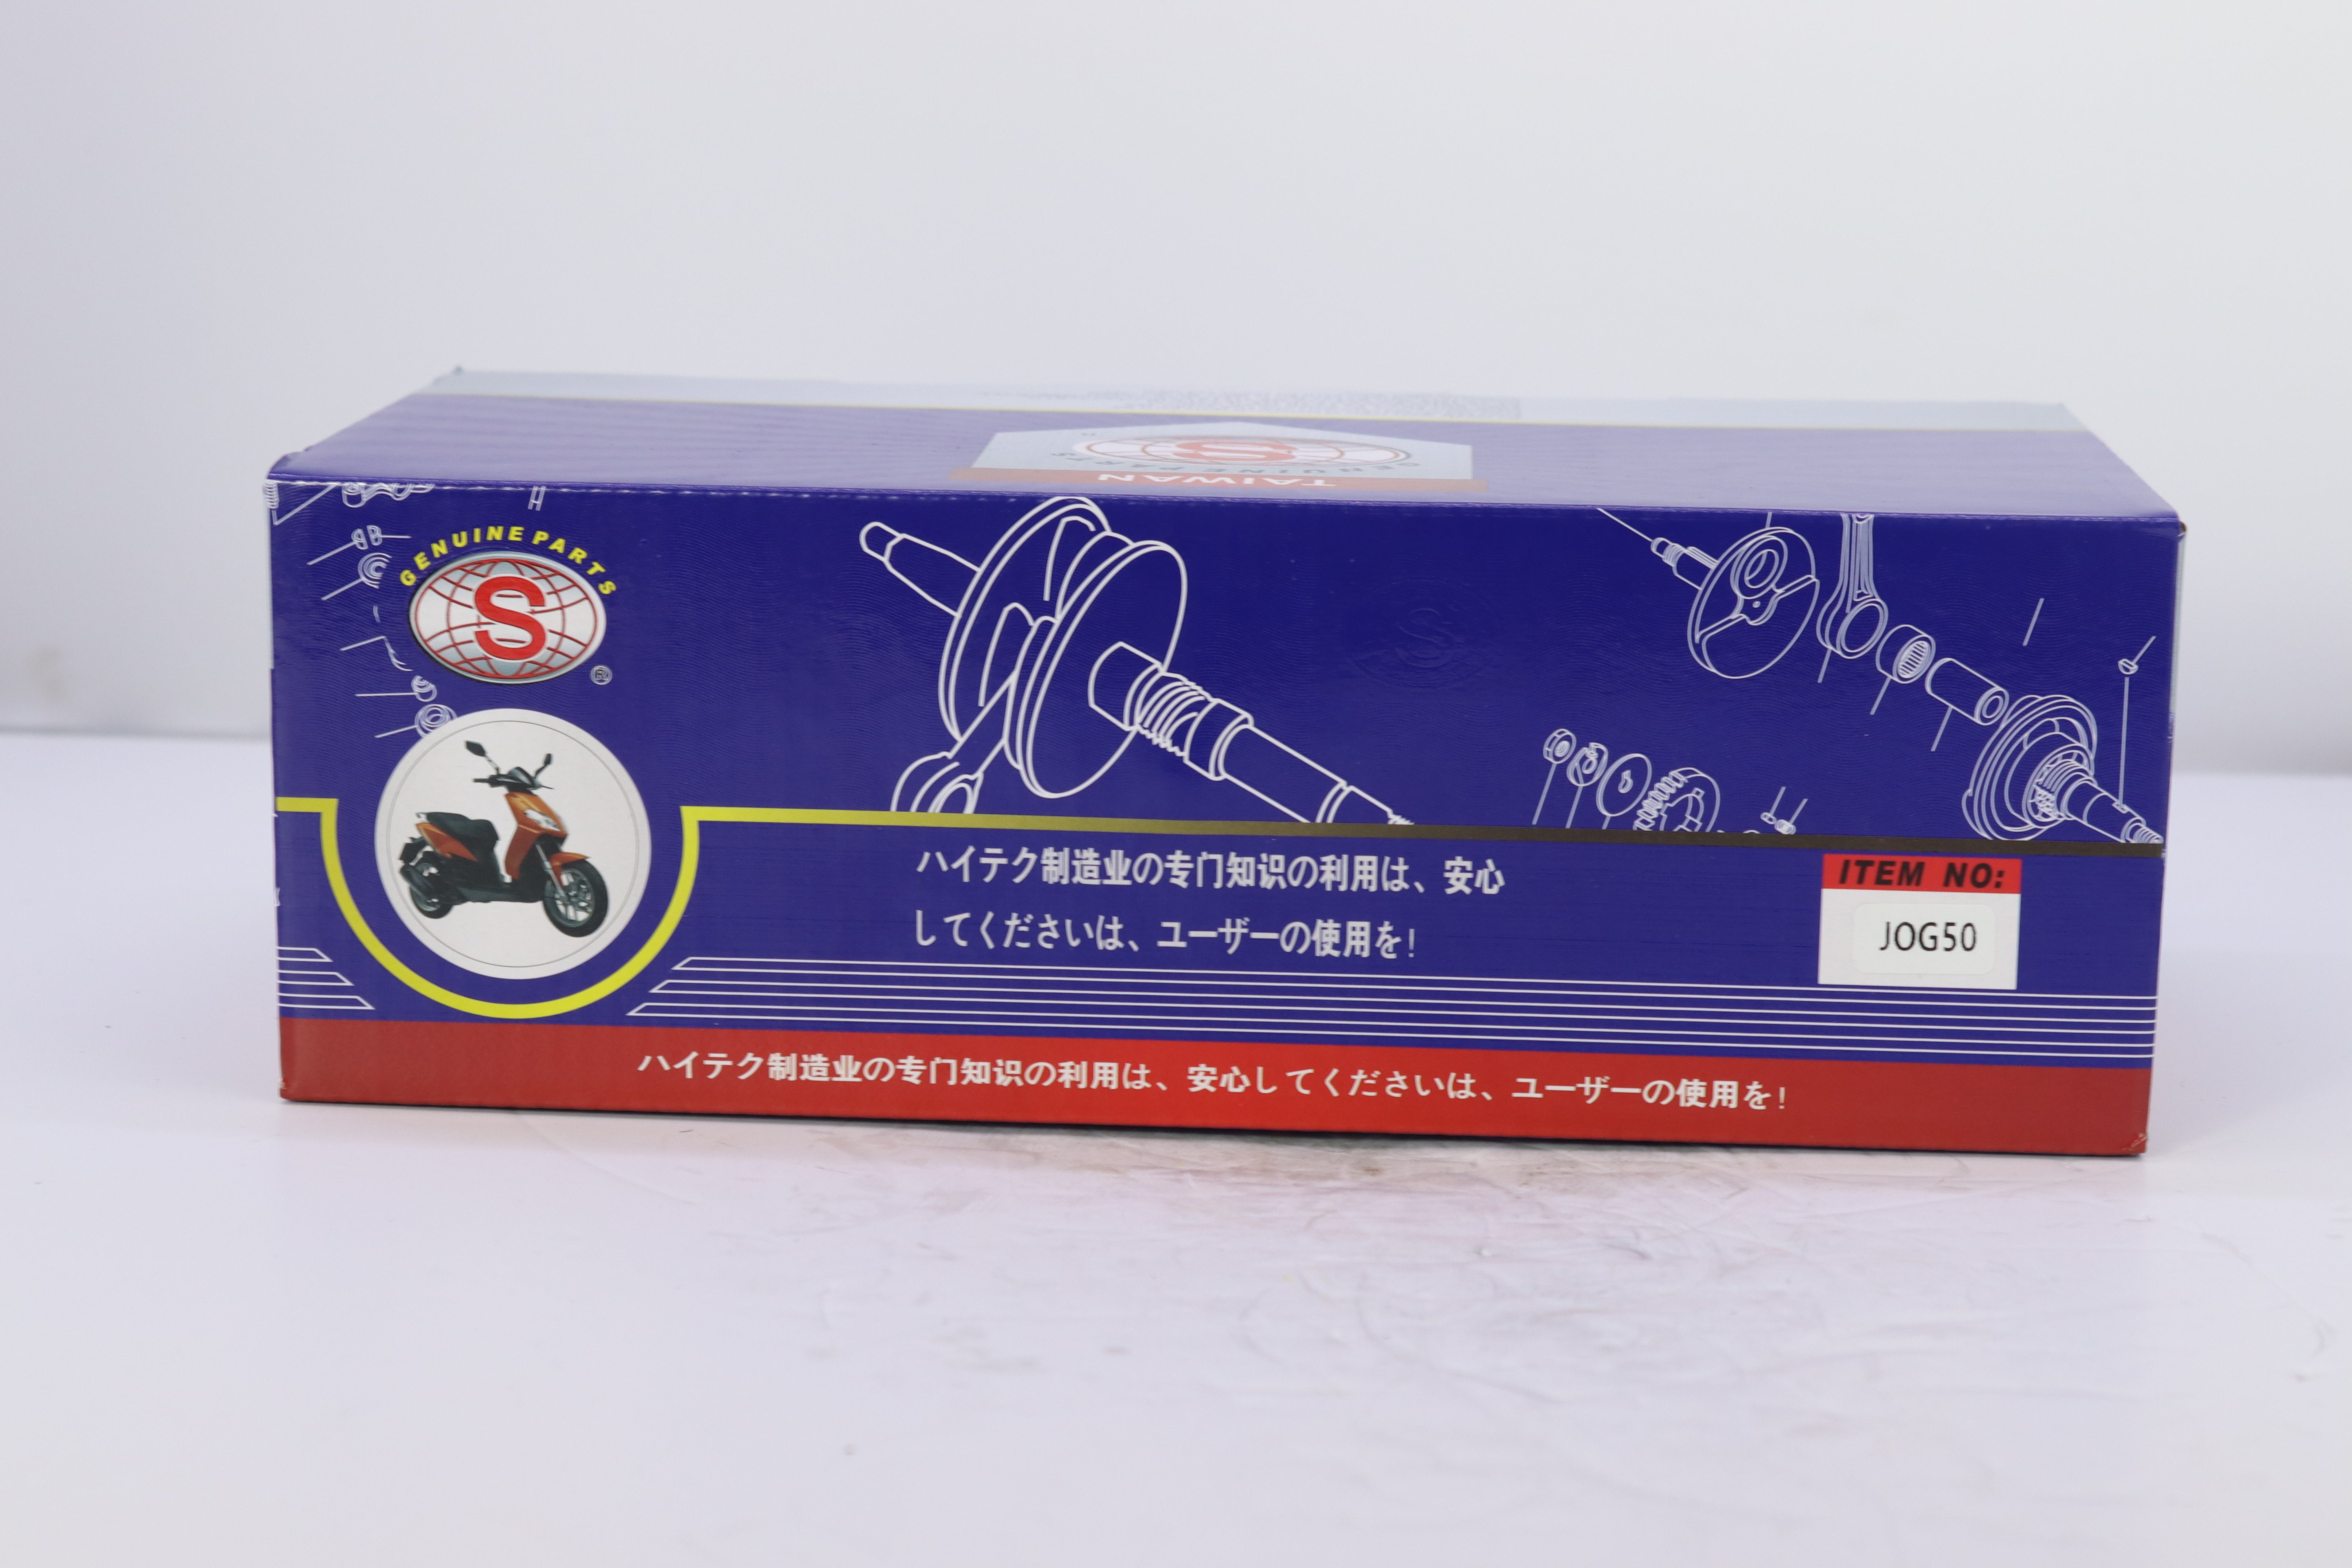 GENUINE PARTS
S
TAIWAN
GENUINE PARTS
S
®
ハイテク制造业の专门知识の利用は、安心
してくださいは、ユーザーの使用を!
ITEM NO:
JOG50
ハイテク制造业の专门知识の利用は、安心してくださいは、ユーザーの使用を!